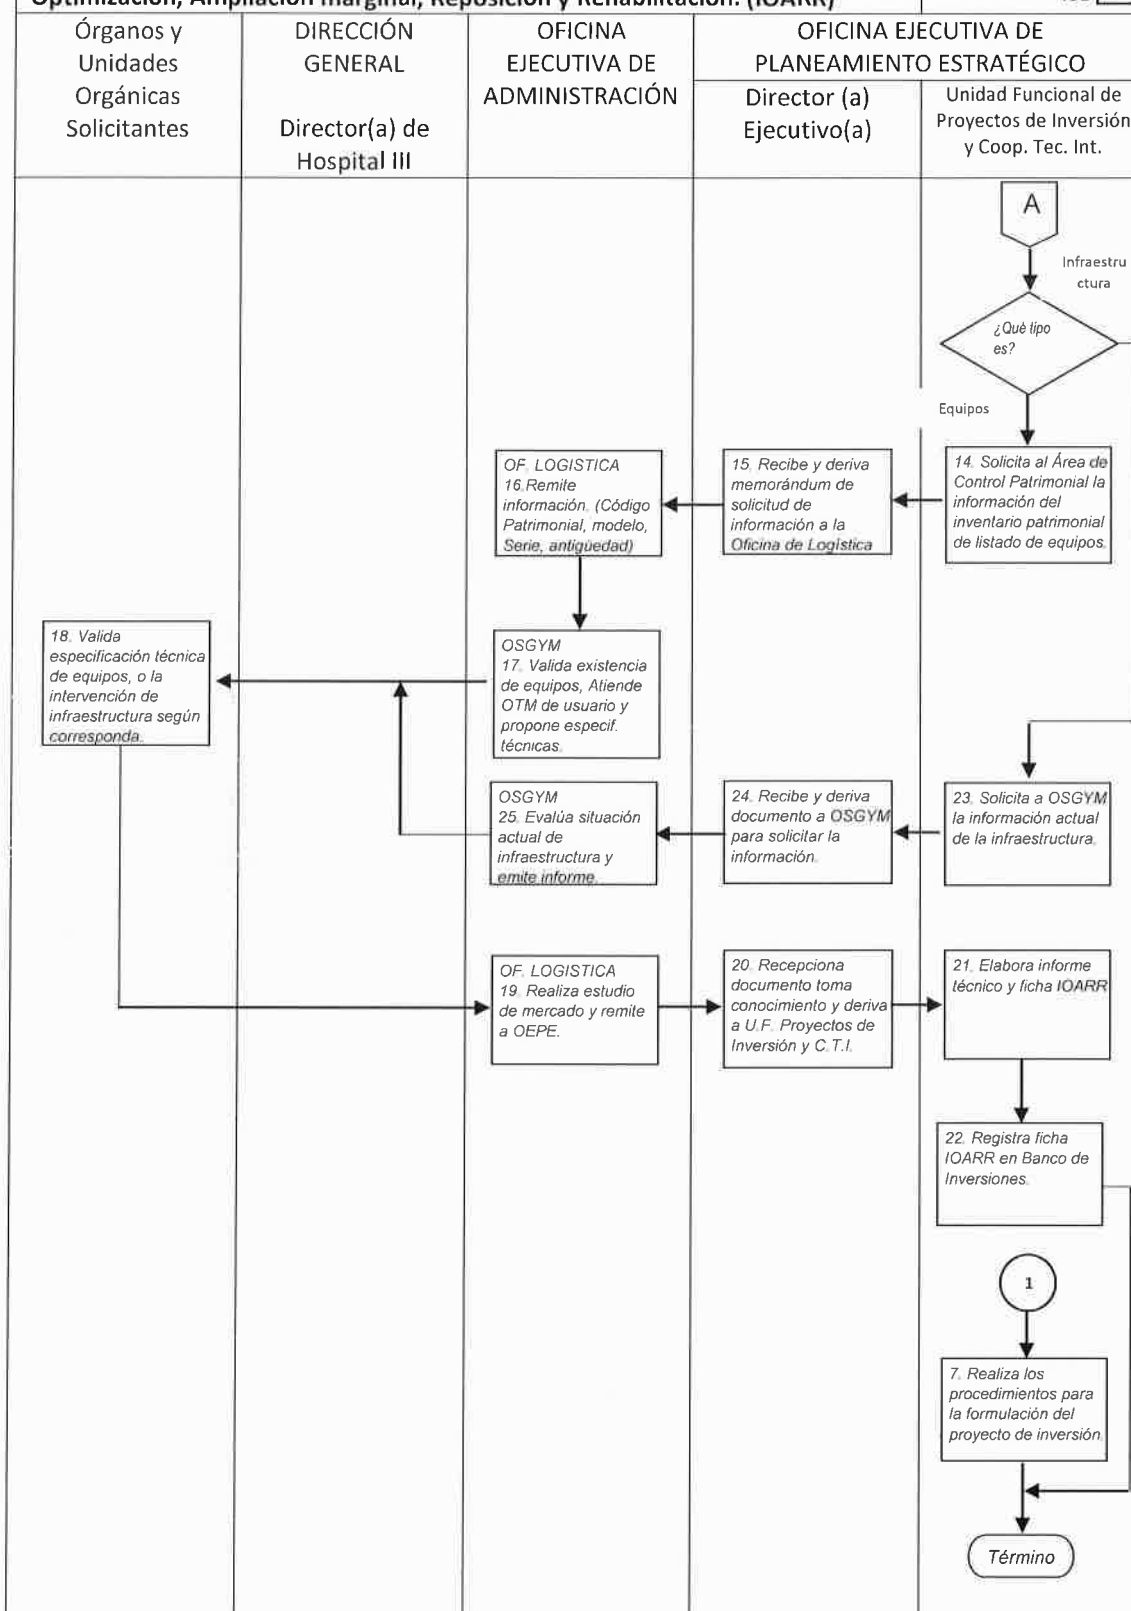 Optimización, Ampliación marginal, Reposición y Rehabilitación. (IOARR)
Órganos y
Unidades
Orgánicas
Solicitantes
DIRECCIÓN
GENERAL
Director(a) de
Hospital III
OFICINA
EJECUTIVA DE
ADMINISTRACIÓN
OFICINA EJECUTIVA DE
PLANEAMIENTO ESTRATÉGICO
Director (a)
Ejecutivo(a)
Unidad Funcional de
Proyectos de Inversión
y Coop. Tec. Int.
A
Infraestru
ctura
¿Qué tipo
es?
Equipos
OF. LOGISTICA
16.Remite
información. (Código
Patrimonial, modelo,
Serie, antigüedad)
15. Recibe y deriva
memorándum de
solicitud de
información a la
Oficina de Logística
14. Solicita al Área de
Control Patrimonial la
información del
inventario patrimonial
de listado de equipos.
18. Valida
especificación técnica
de equipos, o la
intervención de
infraestructura según
corresponda.
OSGYM
17. Valida existencia
de equipos, Atiende
OTM de usuario y
propone especif.
técnicas.
OSGYM
25. Evalúa situación
actual de
infraestructura y
emite informe.
24. Recibe y deriva
documento a OSGYM
para solicitar la
información.
23. Solicita a OSGYM
la información actual
de la infraestructura.
OF. LOGISTICA
19. Realiza estudio
de mercado y remite
a OEPE.
20. Recepciona
documento toma
conocimiento y deriva
a U.F. Proyectos de
Inversión y C.T.I.
21. Elabora informe
técnico y ficha IOARR
22. Registra ficha
IOARR en Banco de
Inversiones.
1
7. Realiza los
procedimientos para
la formulación del
proyecto de inversión
Término